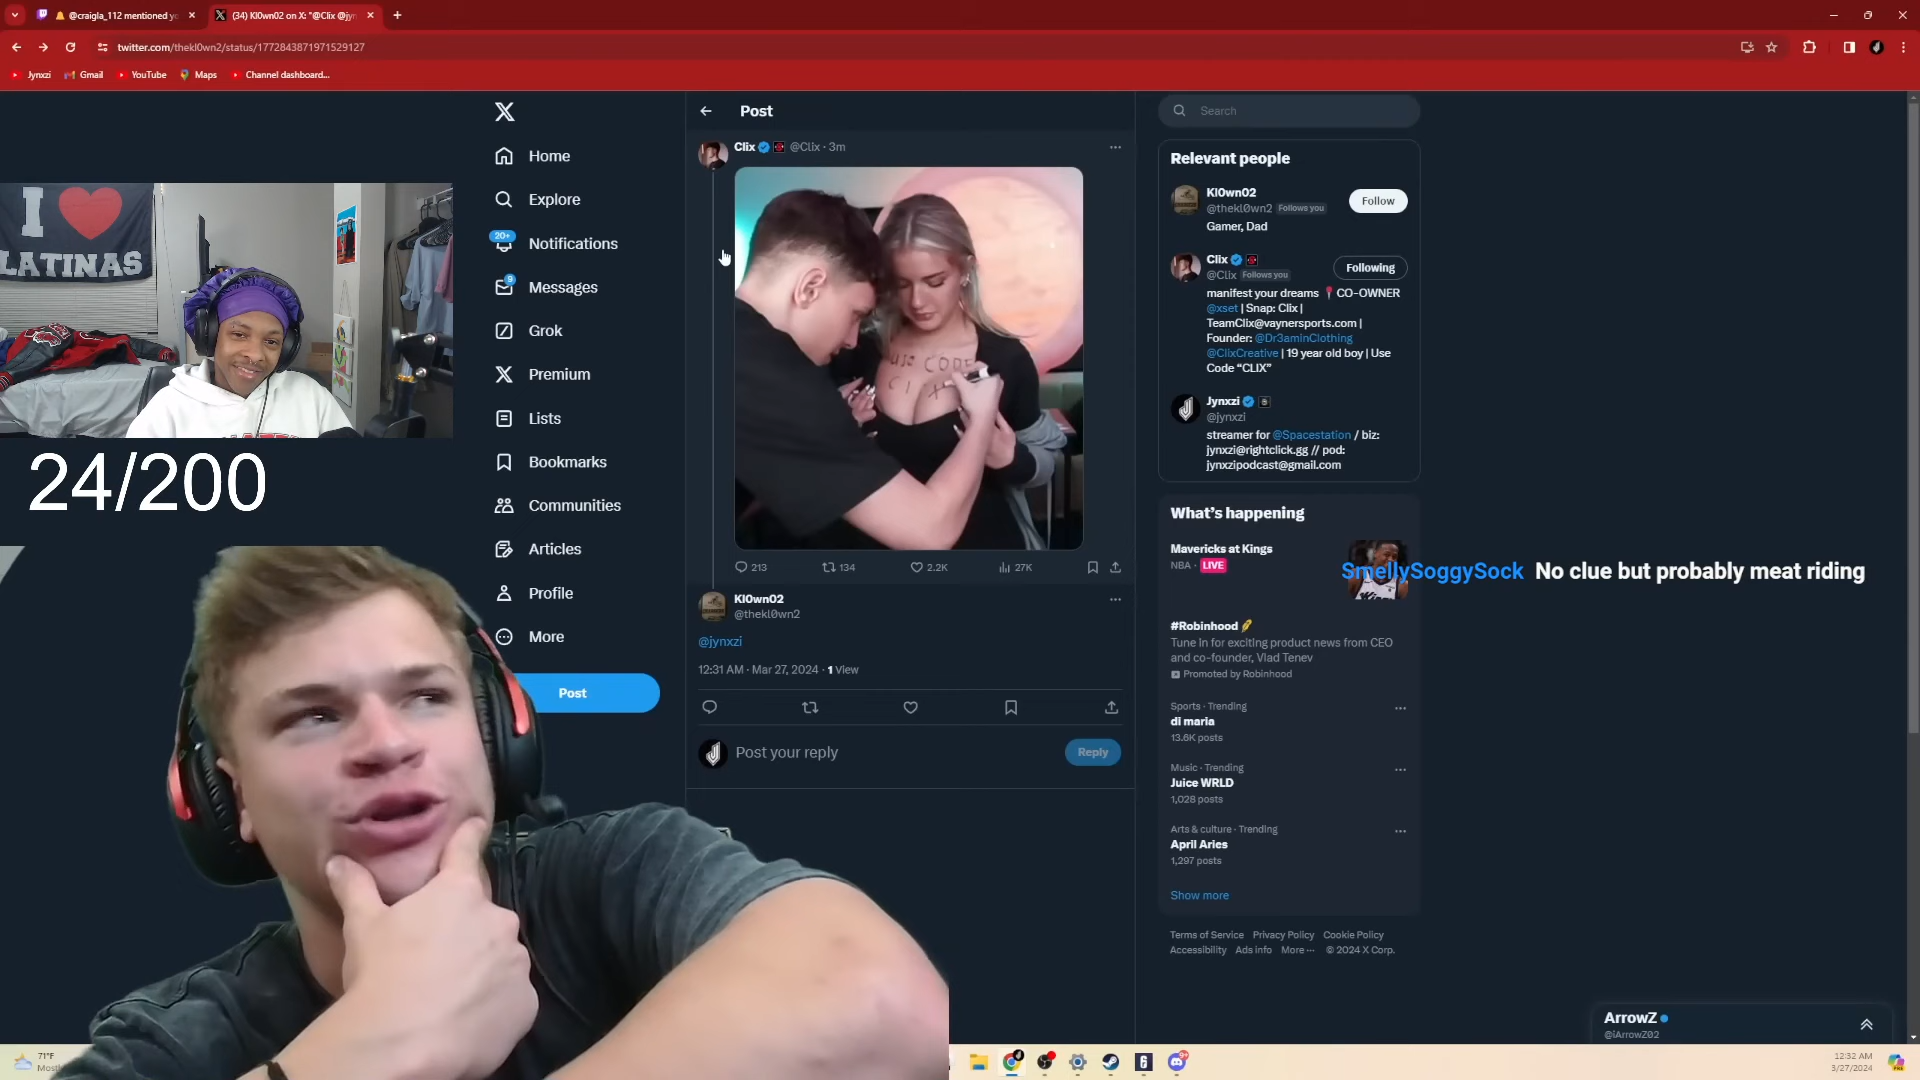 @craigla_112 mentioned yo
(34) Kl0wn02 on X: "@Clix @jyn
twitter.com/thekl0wn2/status/1772843871971529127
Jynxzi
Gmail
YouTube
Maps
Channel dashboard...
I
LATINAS
24/200
X
20+
9
Home
Explore
Notifications
Messages
Grok
Premium
Lists
Bookmarks
Communities
Articles
Profile
More
Post
Post
Clix @Clix · 3m
CODE
213 134 2.2K 27K
Kl0wn02
@thekl0wn2
@jynxzi
12:31 AM · Mar 27, 2024 · 1 View
Post your reply
Reply
Search
Relevant people
Kl0wn02
@thekl0wn2 Follows you
Follow
Gamer, Dad
Clix
@Clix Follows you
Following
manifest your dreams CO-OWNER
@xset | Snap: Clix |
TeamClix@vaynersports.com |
Founder: @Dr3aminClothing
@ClixCreative | 19 year old boy | Use
Code "CLIX"
Jynxzi
@jynxzi
streamer for @Spacestation / biz:
jynxzi@rightclick.gg // pod:
jynxzipodcast@gmail.com
What's happening
Mavericks at Kings
NBA · LIVE
SmellySoggySock No clue but probably meat riding
#Robinhood
Tune in for exciting product news from CEO
and co-founder, Vlad Tenev
Promoted by Robinhood
Sports · Trending
di maria
13.6K posts
Music · Trending
Juice WRLD
1,028 posts
Arts & culture · Trending
April Aries
1,297 posts
Show more
Terms of Service Privacy Policy Cookie Policy
Accessibility Ads info More ··· © 2024 X Corp.
ArrowZ
@iArrowZ02
71°F
12:32 AM
3/27/2024